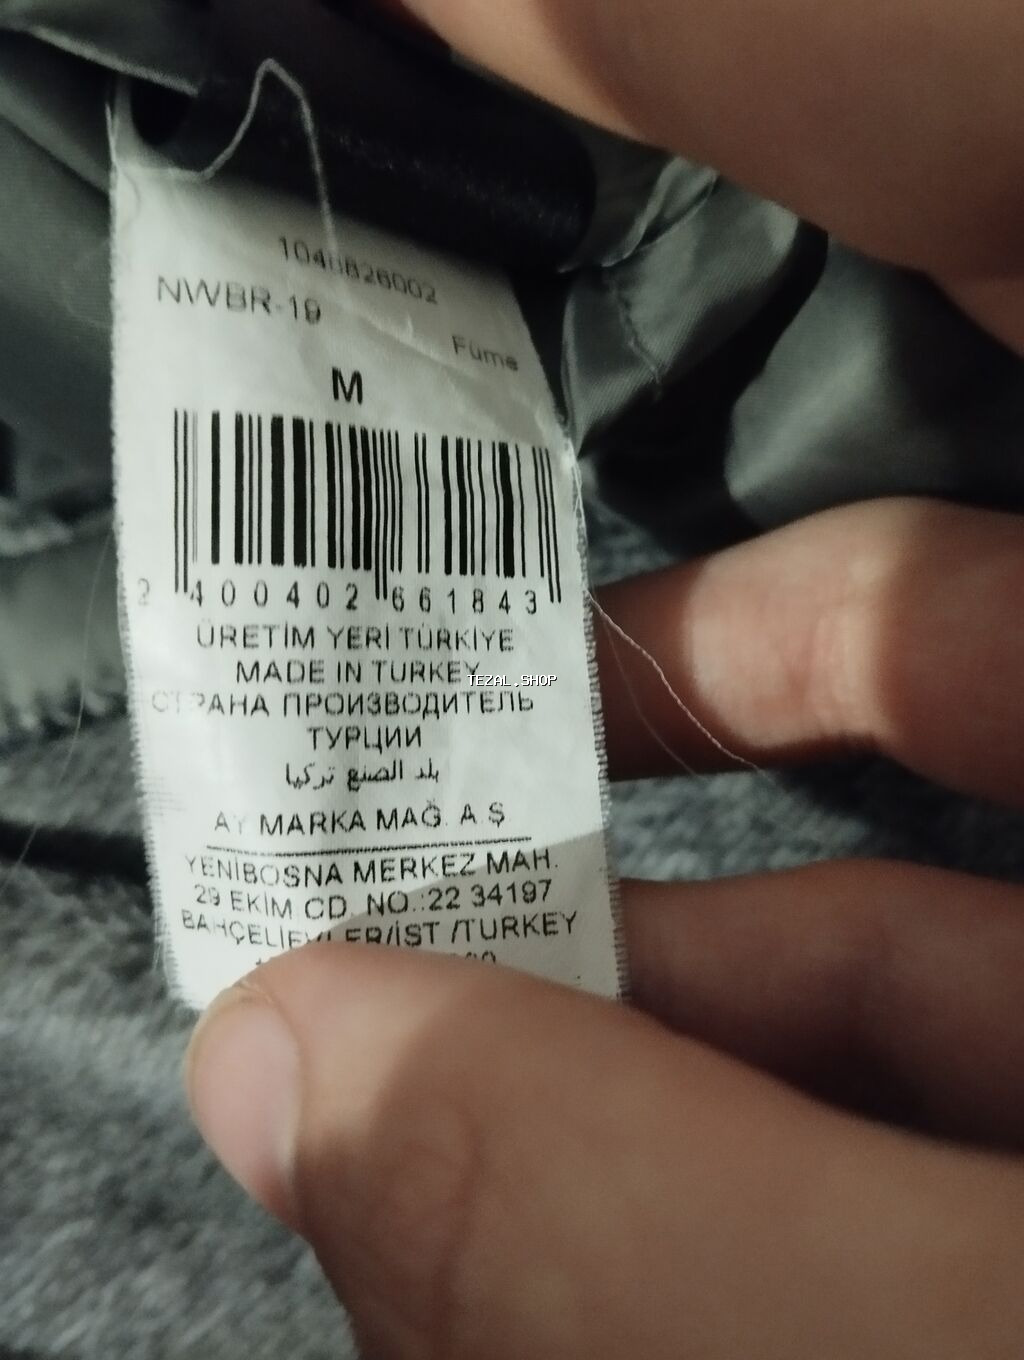 NWBR-19
Füme
M
2 400402 661843
ÜRETİM YERİ TÜRKİYE
MADE IN TURKEY
TEZAL.SHOP
СТРАНА ПРОИЗВОДИТЕЛЬ
ТУРЦИИ
بلد الصنع تركيا
AY MARKA MAĞ. A.Ş
YENİBOSNA MERKEZ MAH.
29 EKİM CD. NO.:22 34197
BAHÇELİEVLER/İST /TURKEY